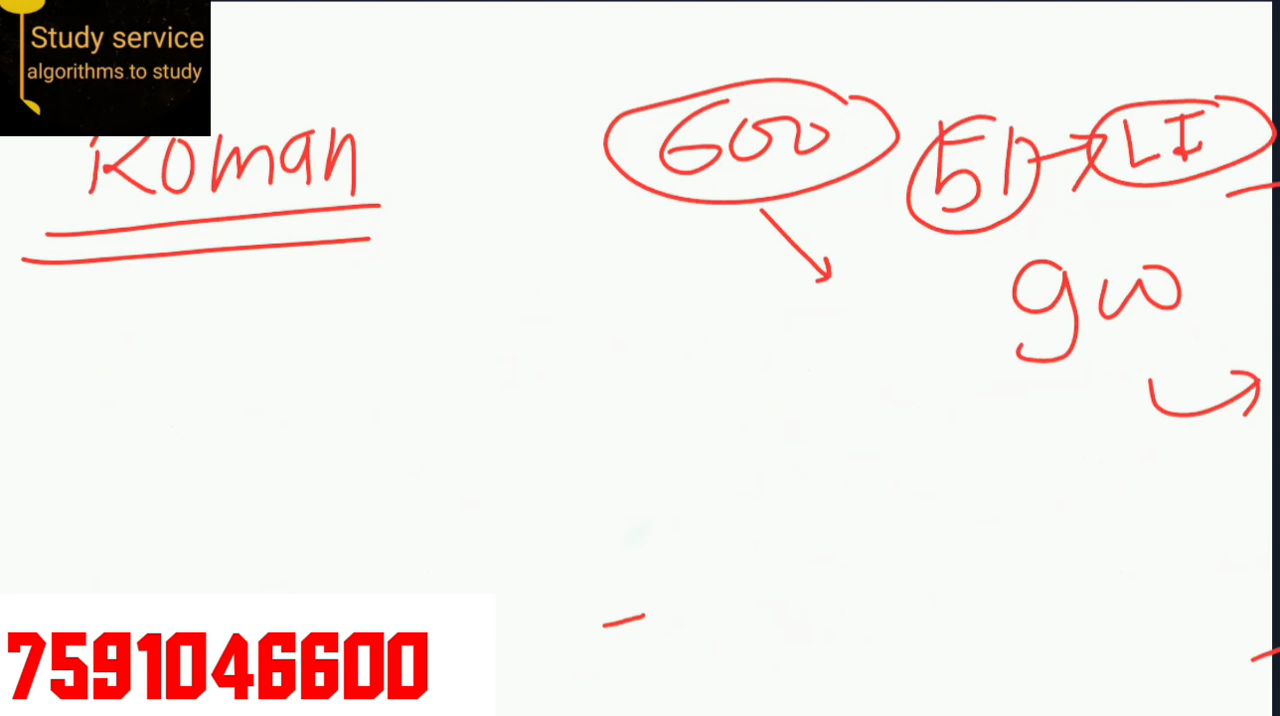 Study service
algorithms to study
Roman
600 51 → LI
900
7591046600